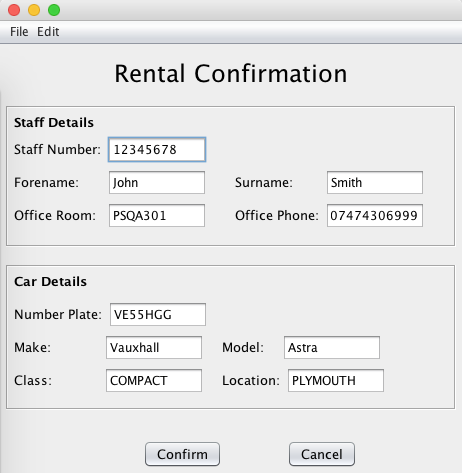 File Edit
Rental Confirmation
Staff Details
Staff Number: 12345678
Forename: John Surname: Smith
Office Room: PSQA301 Office Phone: 07474306999
Car Details
Number Plate: VE55HGG
Make: Vauxhall Model: Astra
Class: COMPACT Location: PLYMOUTH
Confirm Cancel